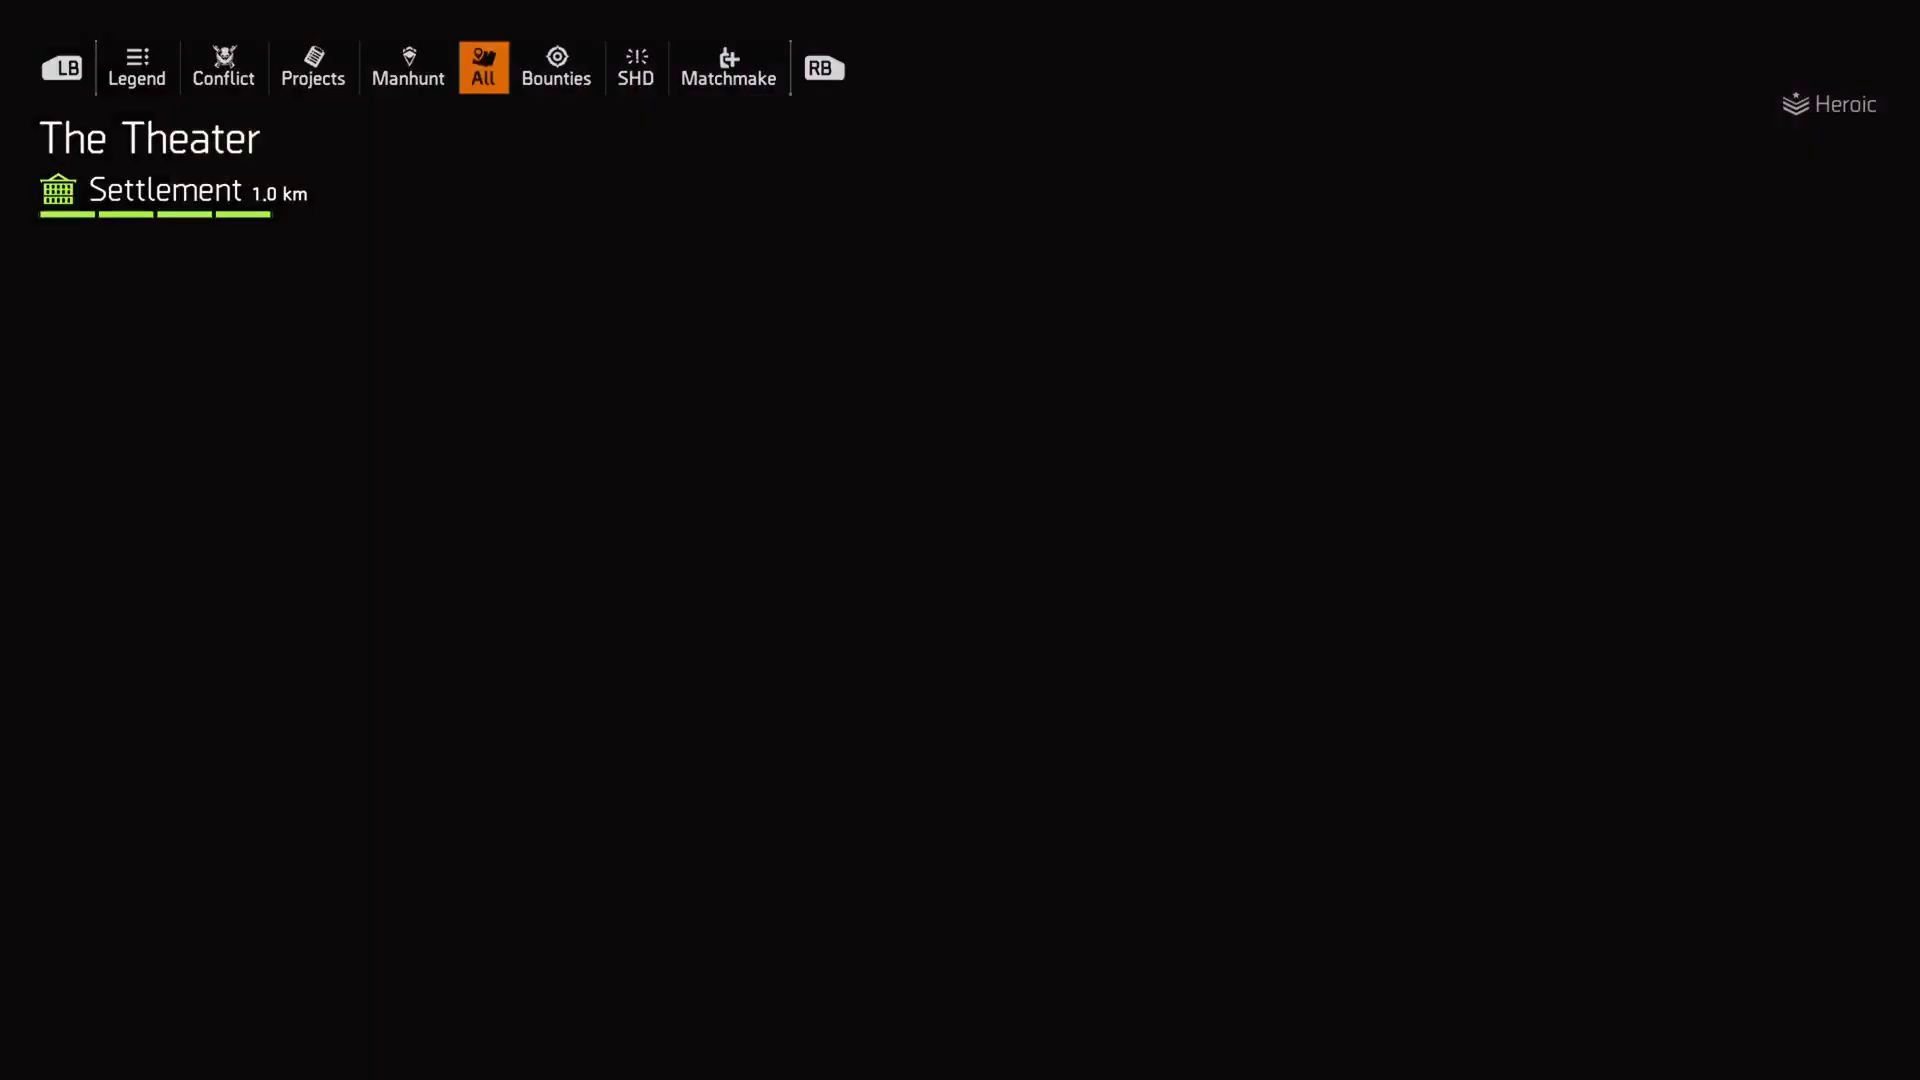 LB Legend Conflict Projects Manhunt All Bounties SHD Matchmake RB
Heroic
The Theater
Settlement 1.0 km